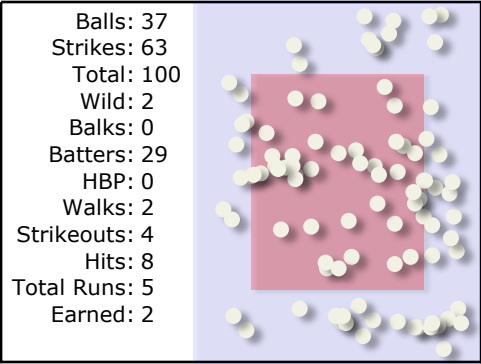 Balls: 37
Strikes: 63
Total: 100
Wild: 2
Balks: 0
Batters: 29
HBP: 0
Walks: 2
Strikeouts: 4
Hits: 8
Total Runs: 5
Earned: 2